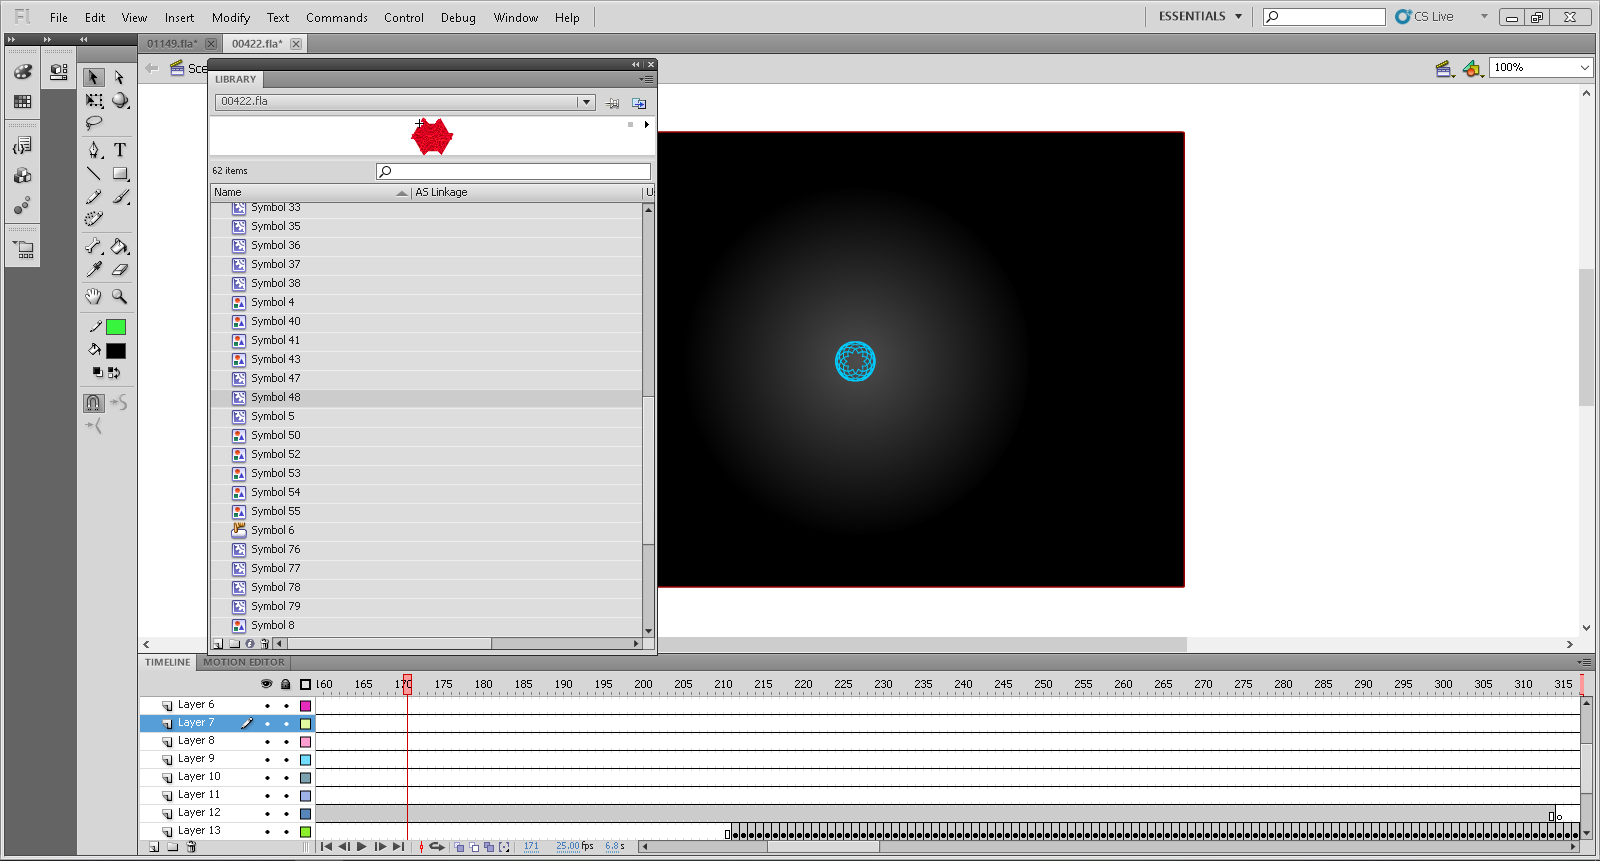 Fl File Edit View Insert Modify Text Commands Control Debug Window Help ESSENTIALS CS Live
01149.fla* 00422.fla*
100%
LIBRARY
00422.fla
62 items
Name AS Linkage
Symbol 33
Symbol 35
Symbol 36
Symbol 37
Symbol 38
Symbol 4
Symbol 40
Symbol 41
Symbol 43
Symbol 47
Symbol 48
Symbol 5
Symbol 50
Symbol 52
Symbol 53
Symbol 54
Symbol 55
Symbol 6
Symbol 76
Symbol 77
Symbol 78
Symbol 79
Symbol 8
TIMELINE MOTION EDITOR
160 165 170 175 180 185 190 195 200 205 210 215 220 225 230 235 240 245 250 255 260 265 270 275 280 285 290 295 300 305 310 315
Layer 6
Layer 7
Layer 8
Layer 9
Layer 10
Layer 11
Layer 12
Layer 13
171 25.00 fps 6.8 s